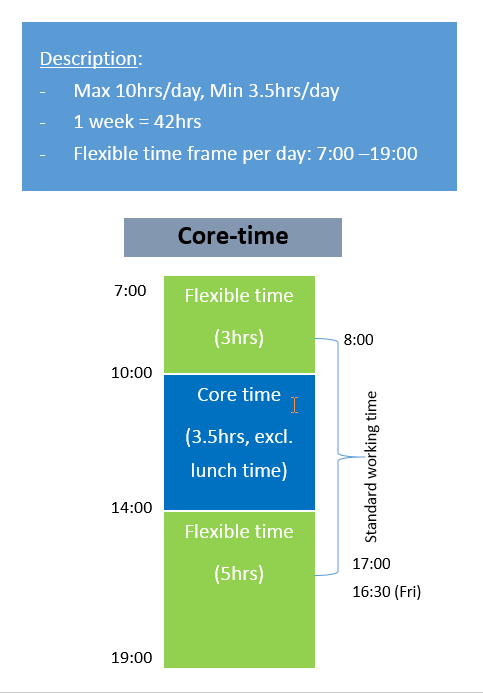 Description:
- Max 10hrs/day, Min 3.5hrs/day
- 1 week = 42hrs
- Flexible time frame per day: 7:00 –19:00
Core-time
7:00
Flexible time
(3hrs)
8:00
10:00
Core time
(3.5hrs, excl.
lunch time)
Standard working time
14:00
Flexible time
(5hrs)
17:00
16:30 (Fri)
19:00